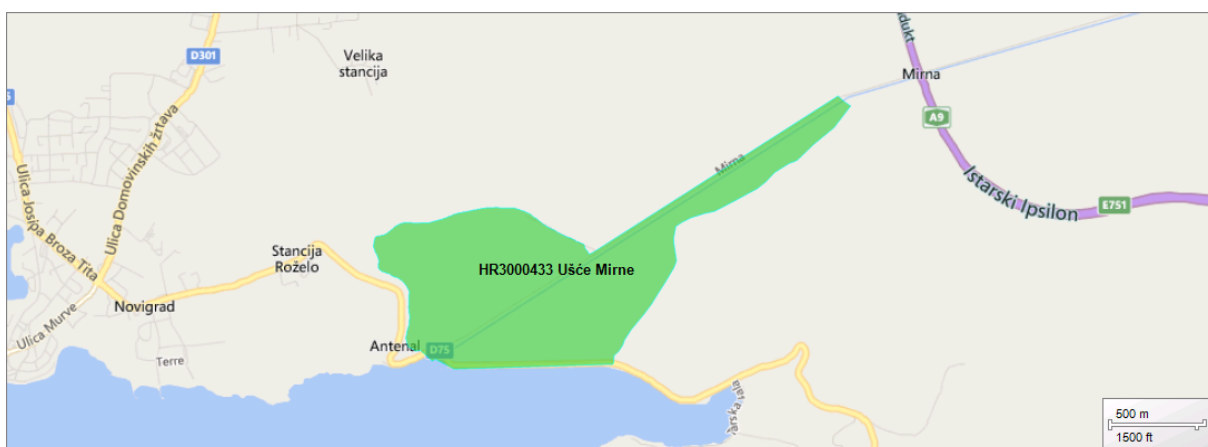 D301
Velika
stancija
dukt
Mirna
A9
Istarski Ipsilon
E751
Mirna
Ulica Josipa Broza Tita
Ulica Domovinskih žrtava
Stancija
Roželo
HR3000433 Ušće Mirne
Novigrad
Ulica Murve
Terre
Antenal
D75
500 m
1500 ft